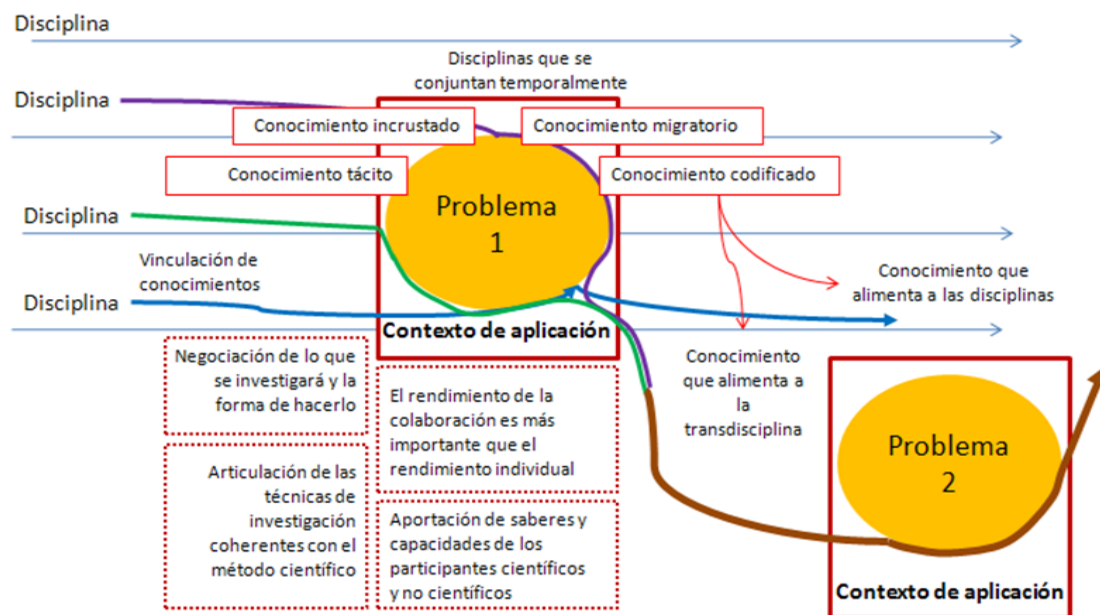 Disciplina
Disciplinas que se
conjuntan temporalmente
Disciplina
Conocimiento incrustado
Conocimiento migratorio
Conocimiento tácito
Conocimiento codificado
Problema
1
Disciplina
Vinculación de
conocimientos
Conocimiento que
alimenta a las disciplinas
Disciplina
Contexto de aplicación
Negociación de lo que
se investigará y la
forma de hacerlo
El rendimiento de la
colaboración es más
importante que el
rendimiento individual
Conocimiento
que alimenta a
la
transdisciplina
Articulación de las
técnicas de
investigación
coherentes con el
método científico
Aportación de saberes y
capacidades de los
participantes científicos
y no científicos
Problema
2
Contexto de aplicación